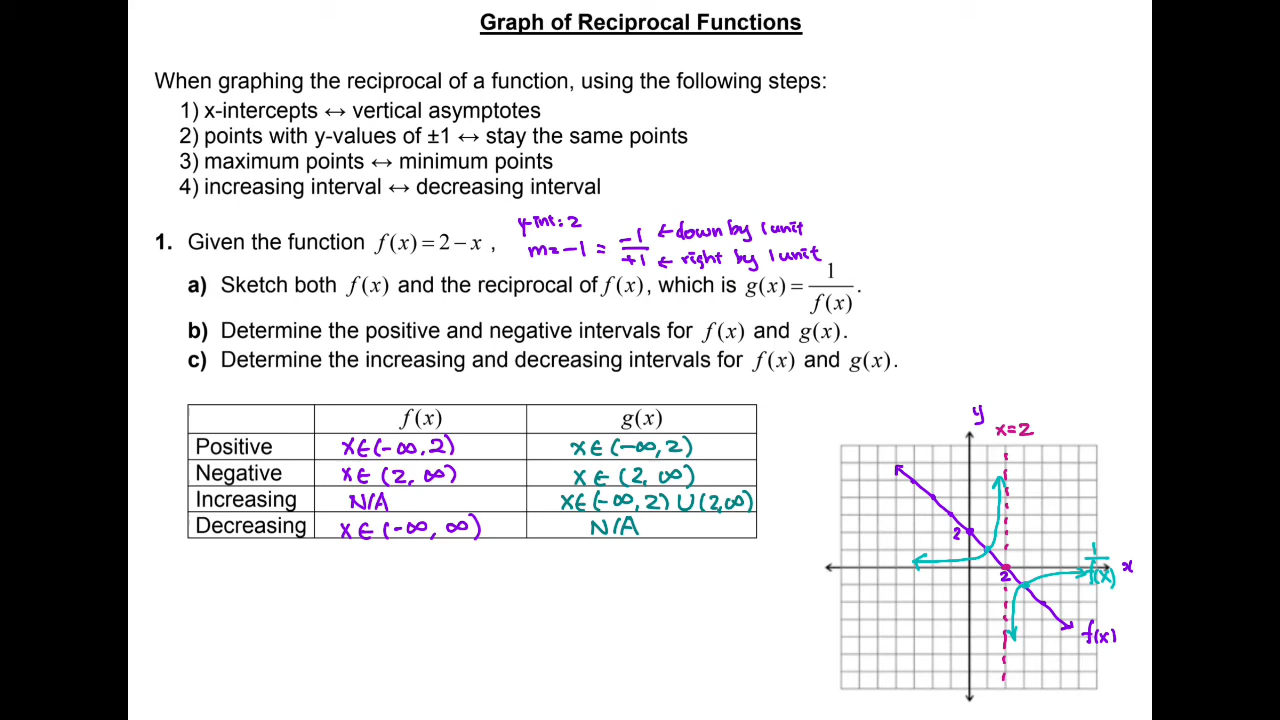 Graph of Reciprocal Functions
When graphing the reciprocal of a function, using the following steps:
1) x-intercepts ↔ vertical asymptotes
2) points with y-values of ±1 ↔ stay the same points
3) maximum points ↔ minimum points
4) increasing interval ↔ decreasing interval
y-int: 2
1. Given the function f(x) = 2 − x ,
m = −1 = −1/+1 ← down by 1 unit
← right by 1 unit
a) Sketch both f(x) and the reciprocal of f(x), which is g(x) = 1/f(x).
b) Determine the positive and negative intervals for f(x) and g(x).
c) Determine the increasing and decreasing intervals for f(x) and g(x).
f(x) g(x)
Positive x∈(-∞,2) x∈(-∞,2)
Negative x∈(2,∞) x∈(2,∞)
Increasing N/A x∈(-∞,2)∪(2,∞)
Decreasing x∈(-∞,∞) N/A
y
x=2
2
2
1/f(x)
x
f(x)